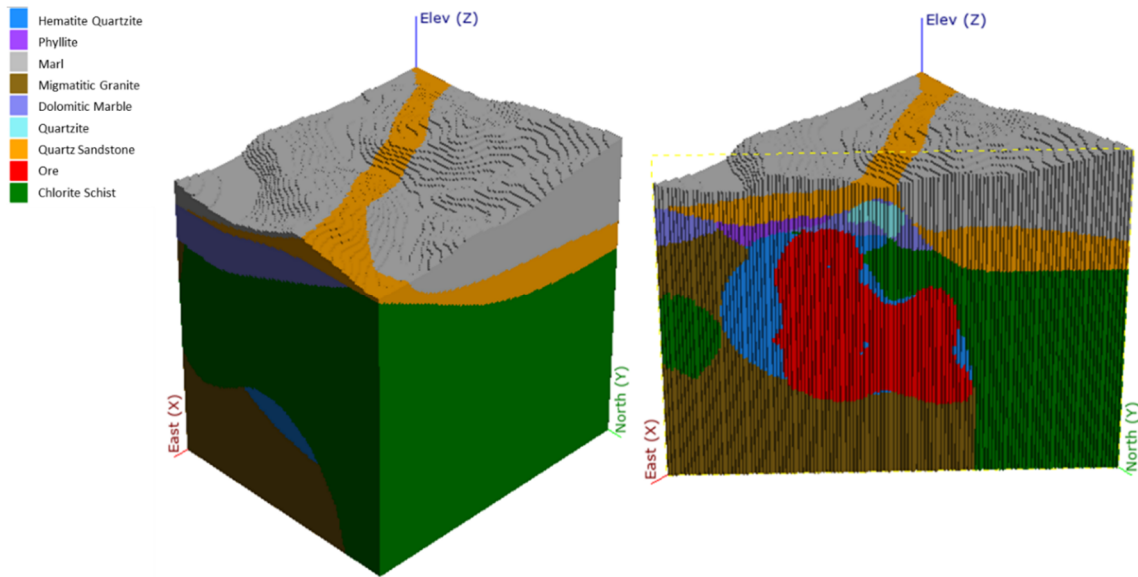 Hematite Quartzite
Phyllite
Marl
Migmatitic Granite
Dolomitic Marble
Quartzite
Quartz Sandstone
Ore
Chlorite Schist
Elev (Z)
East (X)
North (Y)
Elev (Z)
East (X)
North (Y)